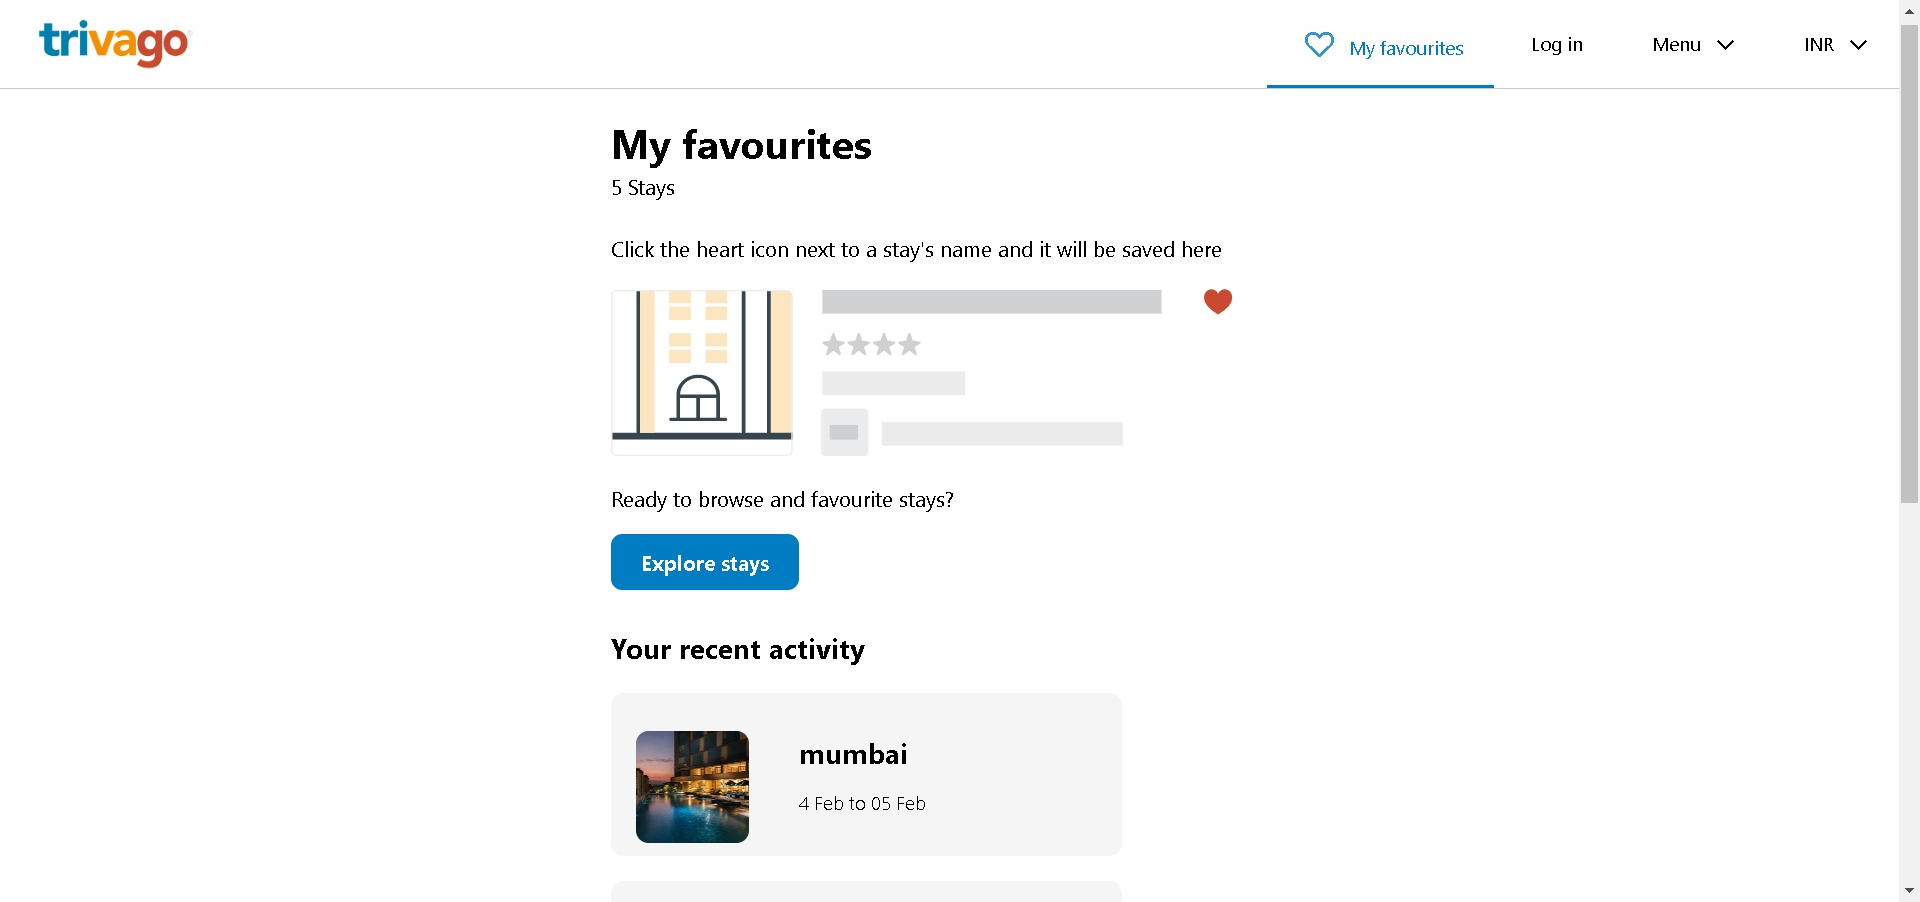 trivago
My favourites
Log in
Menu
INR
My favourites
5 Stays
Click the heart icon next to a stay's name and it will be saved here
Ready to browse and favourite stays?
Explore stays
Your recent activity
mumbai
4 Feb to 05 Feb